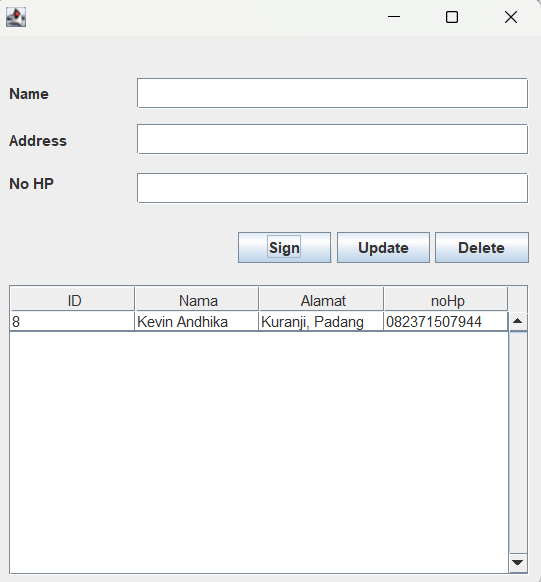 Name
Address
No HP
Sign Update Delete
ID Nama Alamat noHp
8 Kevin Andhika Kuranji, Padang 082371507944